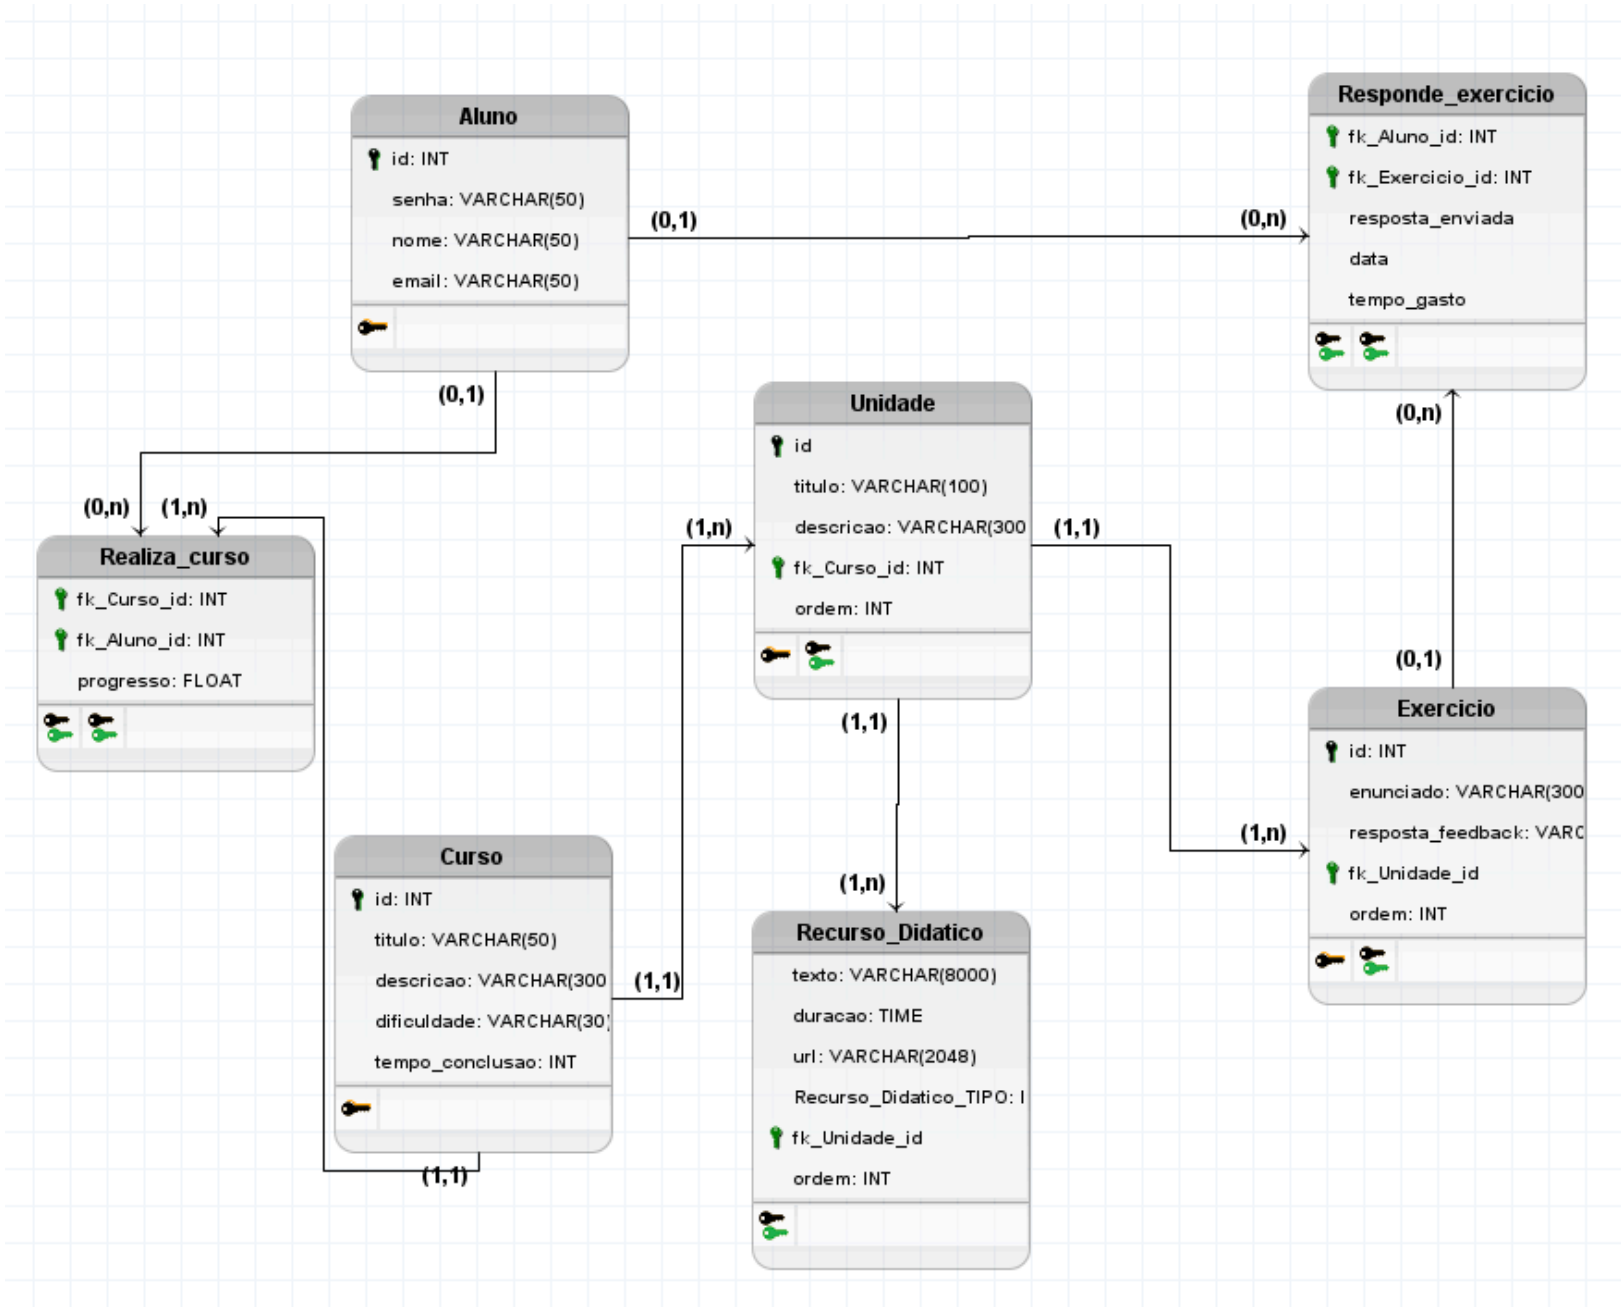 Aluno
id: INT
senha: VARCHAR(50)
nome: VARCHAR(50)
email: VARCHAR(50)
(0,1)
(0,n)
(0,1)
Responde_exercicio
fk_Aluno_id: INT
fk_Exercicio_id: INT
resposta_enviada
data
tempo_gasto
(0,n)
(0,1)
(0,n)
(1,n)
Realiza_curso
fk_Curso_id: INT
fk_Aluno_id: INT
progresso: FLOAT
Unidade
id
titulo: VARCHAR(100)
descricao: VARCHAR(300
fk_Curso_id: INT
ordem: INT
(1,n)
(1,1)
(1,1)
(1,n)
(1,n)
Exercicio
id: INT
enunciado: VARCHAR(300
resposta_feedback: VARC
fk_Unidade_id
ordem: INT
Curso
id: INT
titulo: VARCHAR(50)
descricao: VARCHAR(300
dificuldade: VARCHAR(30)
tempo_conclusao: INT
(1,1)
(1,1)
Recurso_Didatico
texto: VARCHAR(8000)
duracao: TIME
url: VARCHAR(2048)
Recurso_Didatico_TIPO: I
fk_Unidade_id
ordem: INT